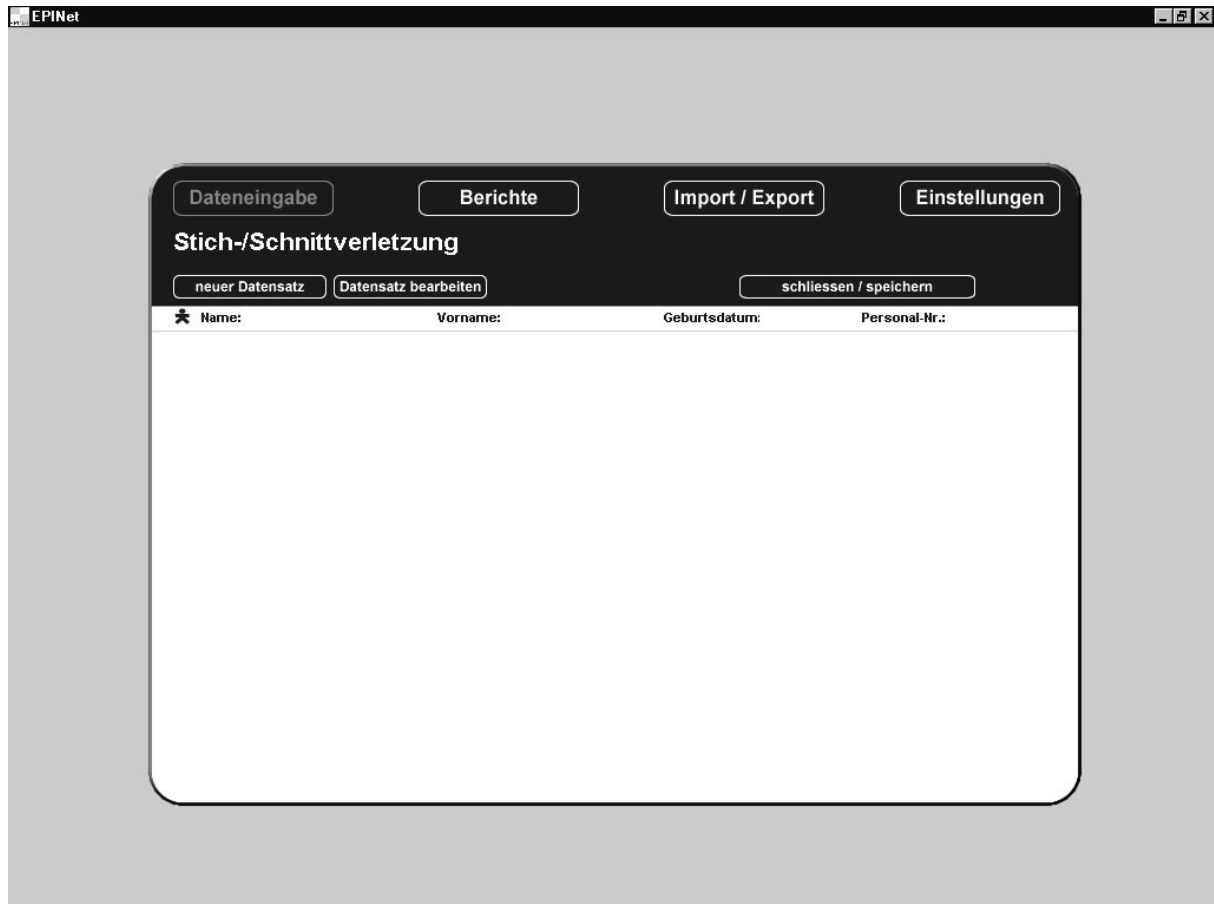 EPINet
Dateneingabe Berichte Import / Export Einstellungen
Stich-/Schnittverletzung
neuer Datensatz Datensatz bearbeiten schliessen / speichern
Name: Vorname: Geburtsdatum: Personal-Nr.: